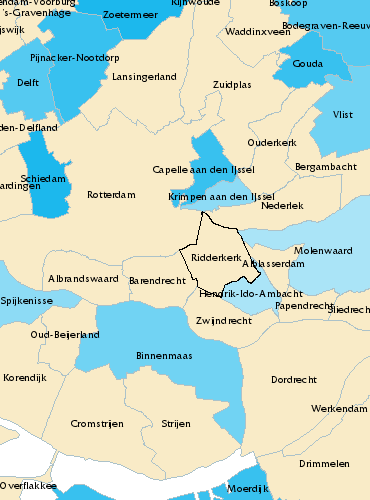 Rijnwoude
Boskoop
endam-Voorburg
's-Gravenhage
Zoetermeer
Bodegraven-Reeuw
ijswijk
Waddinxveen
Pijnacker-Nootdorp
Gouda
Lansingerland
Delft
Zuidplas
Vlist
den-Delfland
Ouderkerk
Bergambacht
Capelle aan den IJssel
Schiedam
ardingen
Rotterdam
Krimpen aan den IJssel
Nederlek
Molenwaard
Ridderkerk
Alblasserdam
Albrandswaard
Barendrecht
Hendrik-Ido-Ambacht
Spijkenisse
Papendrecht
Sliedrech
Zwijndrecht
Oud-Beijerland
Binnenmaas
Korendijk
Dordrecht
Werkendam
Cromstrijen
Strijen
Drimmelen
Overflakkee
Moerdijk